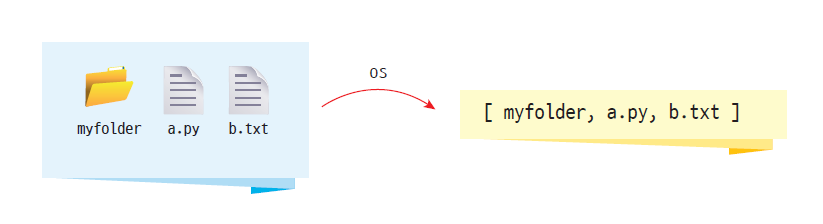 myfolder a.py b.txt
os
[ myfolder, a.py, b.txt ]